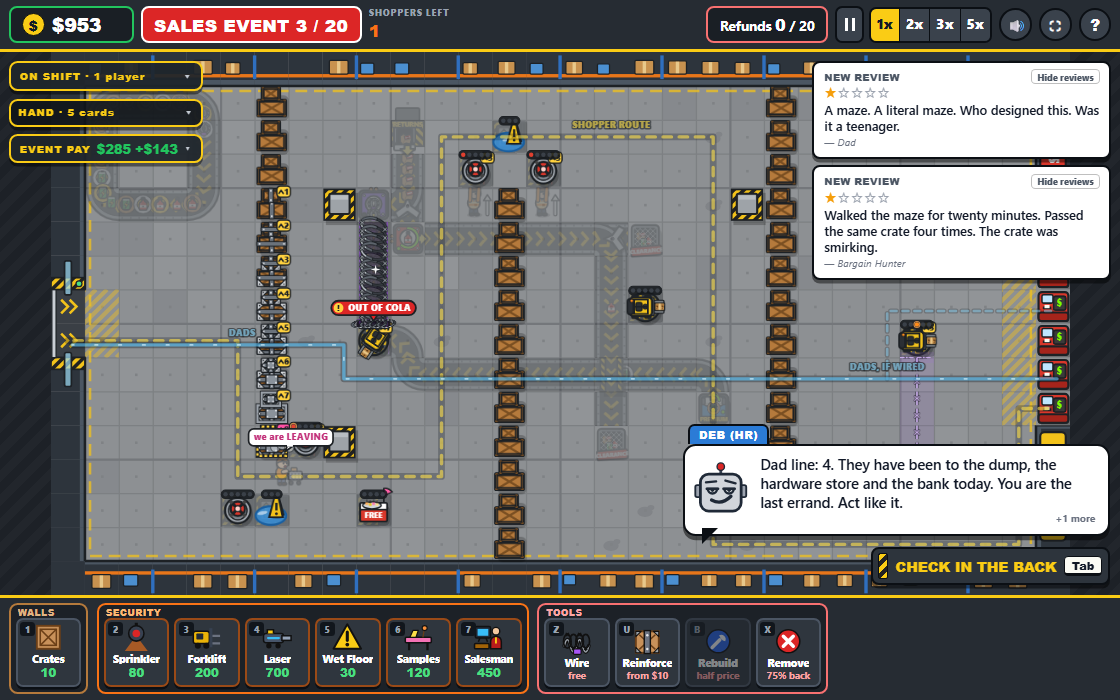 $ $953
SALES EVENT 3 / 20
SHOPPERS LEFT
1
Refunds 0 / 20
1x
2x
3x
5x
?
ON SHIFT · 1 player
HAND · 5 cards
EVENT PAY $285 +$143
SHOPPER ROUTE
NEW REVIEW
Hide reviews
A maze. A literal maze. Who designed this. Was
it a teenager.
— Dad
NEW REVIEW
Hide reviews
Walked the maze for twenty minutes. Passed
the same crate four times. The crate was
smirking.
— Bargain Hunter
^1
^2
^3
^4
^5
^6
^7
! OUT OF COLA
DADS
DADS, IF WIRED
we are LEAVING
FREE
DEB (HR)
Dad line: 4. They have been to the dump, the
hardware store and the bank today. You are the
last errand. Act like it.
+1 more
CHECK IN THE BACK Tab
WALLS
1
Crates
10
SECURITY
2
Sprinkler
80
3
Forklift
200
4
Laser
700
5
Wet Floor
30
6
Samples
120
7
Salesman
450
TOOLS
Z
Wire
free
U
Reinforce
from $10
B
Rebuild
half price
X
Remove
75% back